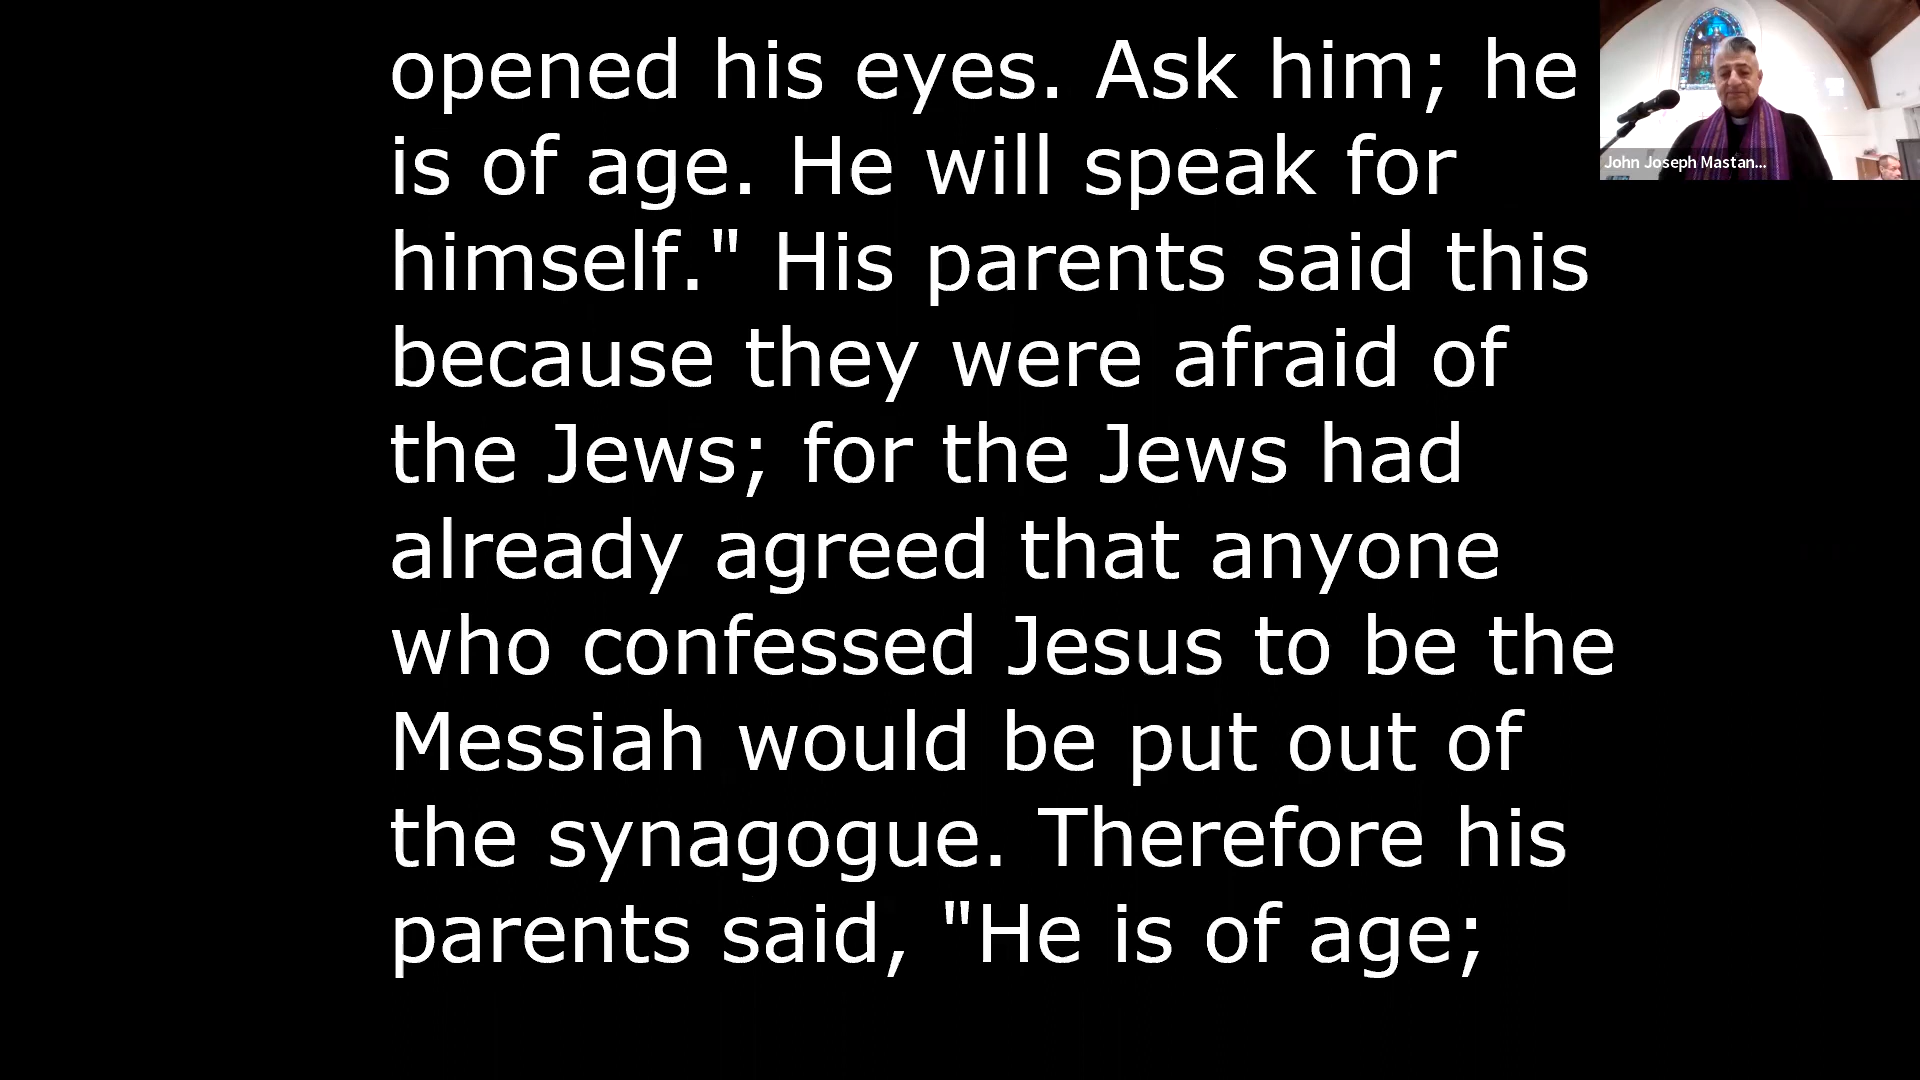 opened his eyes. Ask him; he
is of age. He will speak for
himself." His parents said this
because they were afraid of
the Jews; for the Jews had
already agreed that anyone
who confessed Jesus to be the
Messiah would be put out of
the synagogue. Therefore his
parents said, "He is of age;
John Joseph Mastan...